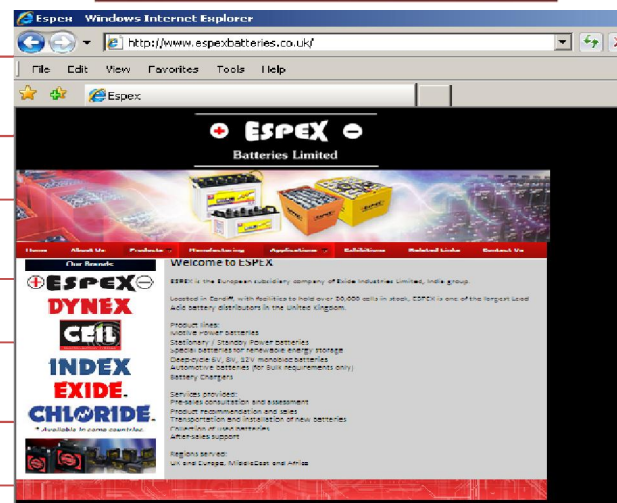 Espex Windows Internet Explorer
http://www.espexbatteries.co.uk/
File Edit View Favorites Tools Help
Espex
ESPEX
Batteries Limited
Home About Us Products Manufacturing Applications Exhibitions Related Links Contact Us
Our Brands
ESPEX
DYNEX
CEIL
INDEX
EXIDE
CHLORIDE
* Available in some countries.
Welcome to ESPEX
ESPEX is the European subsidiary company of Exide Industries Limited, India group.
Located in Cardiff, with facilities to hold over 20,000 cells in stock, ESPEX is one of the largest Lead
Acid battery distributors in the United Kingdom.
Product lines:
Motive Power batteries
Stationary / Standby Power batteries
Special batteries for renewable energy storage
Deep-cycle 6V, 8V, 12V monobloc batteries
Automotive batteries (for Bulk requirements only)
Battery Chargers
Services provided:
Pre-sales consultation and assessment
Product recommendation and sales
Transportation and installation of new batteries
Collection of used batteries
After-sales support
Regions served:
UK and Europe, MiddleEast and Africa